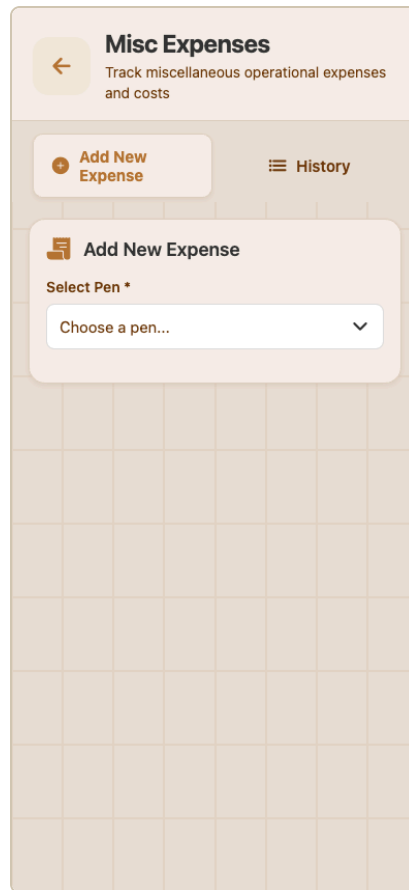 Misc Expenses
Track miscellaneous operational expenses
and costs
Add New
Expense
History
Add New Expense
Select Pen *
Choose a pen...